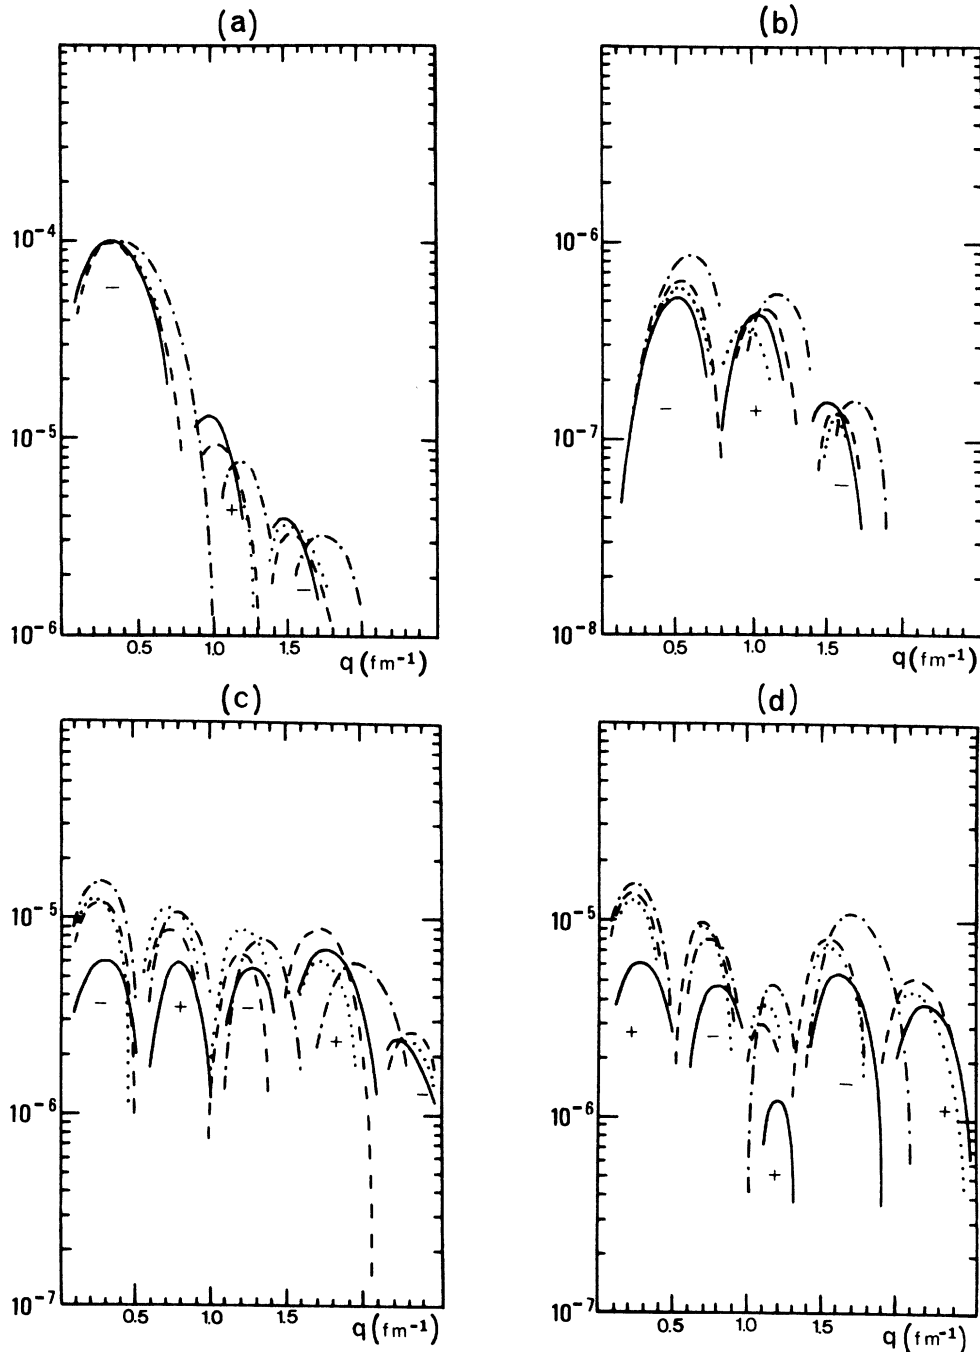 (a)
10⁻⁴
−
10⁻⁵
+
−
10⁻⁶
0.5 1.0 1.5
q (fm⁻¹)
(b)
10⁻⁶
− +
10⁻⁷
−
10⁻⁸
0.5 1.0 1.5
q (fm⁻¹)
(c)
10⁻⁵
− + −
+
−
10⁻⁶
10⁻⁷
0.5 1.0 1.5
q (fm⁻¹)
(d)
10⁻⁵
+ −
−
+
10⁻⁶
+
10⁻⁷
0.5 1.0 1.5
q (fm⁻¹)